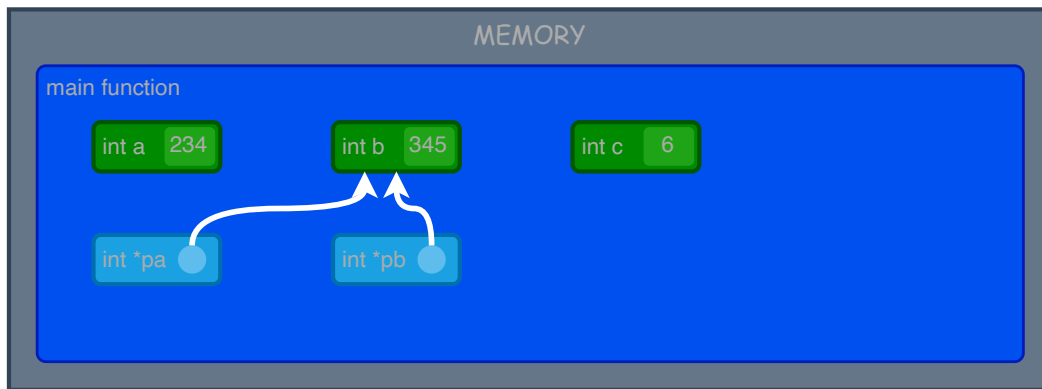 MEMORY
main function
int a 234
int b 345
int c 6
int *pa
int *pb